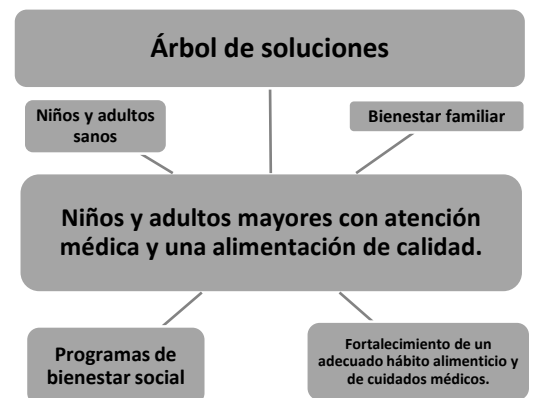 Árbol de soluciones
Niños y adultos
sanos
Bienestar familiar
Niños y adultos mayores con atención
médica y una alimentación de calidad.
Programas de
bienestar social
Fortalecimiento de un
adecuado hábito alimenticio y
de cuidados médicos.